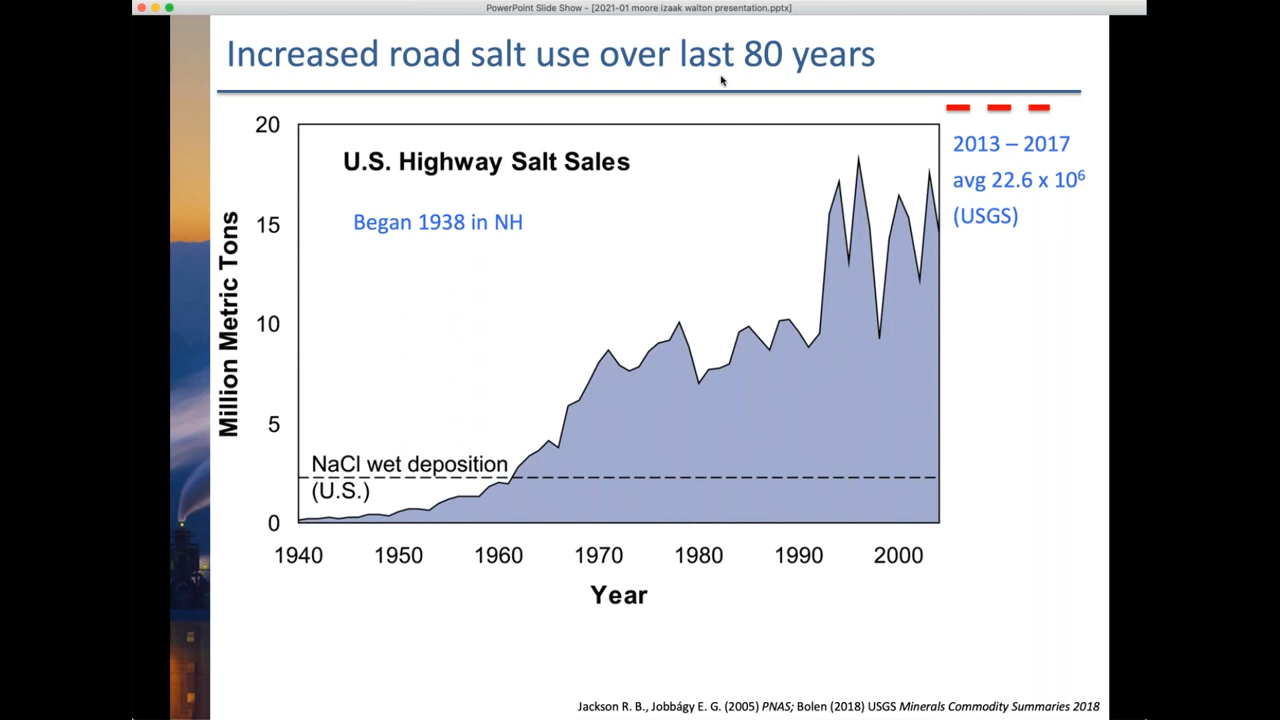 PowerPoint Slide Show - [2021-01 moore izaak walton presentation.pptx]
Increased road salt use over last 80 years
2013 – 2017
avg 22.6 x 10⁶
(USGS)
U.S. Highway Salt Sales
Began 1938 in NH
Million Metric Tons
20
15
10
5
0
NaCl wet deposition
(U.S.)
1940 1950 1960 1970 1980 1990 2000
Year
Jackson R. B., Jobbágy E. G. (2005) PNAS; Bolen (2018) USGS Minerals Commodity Summaries 2018